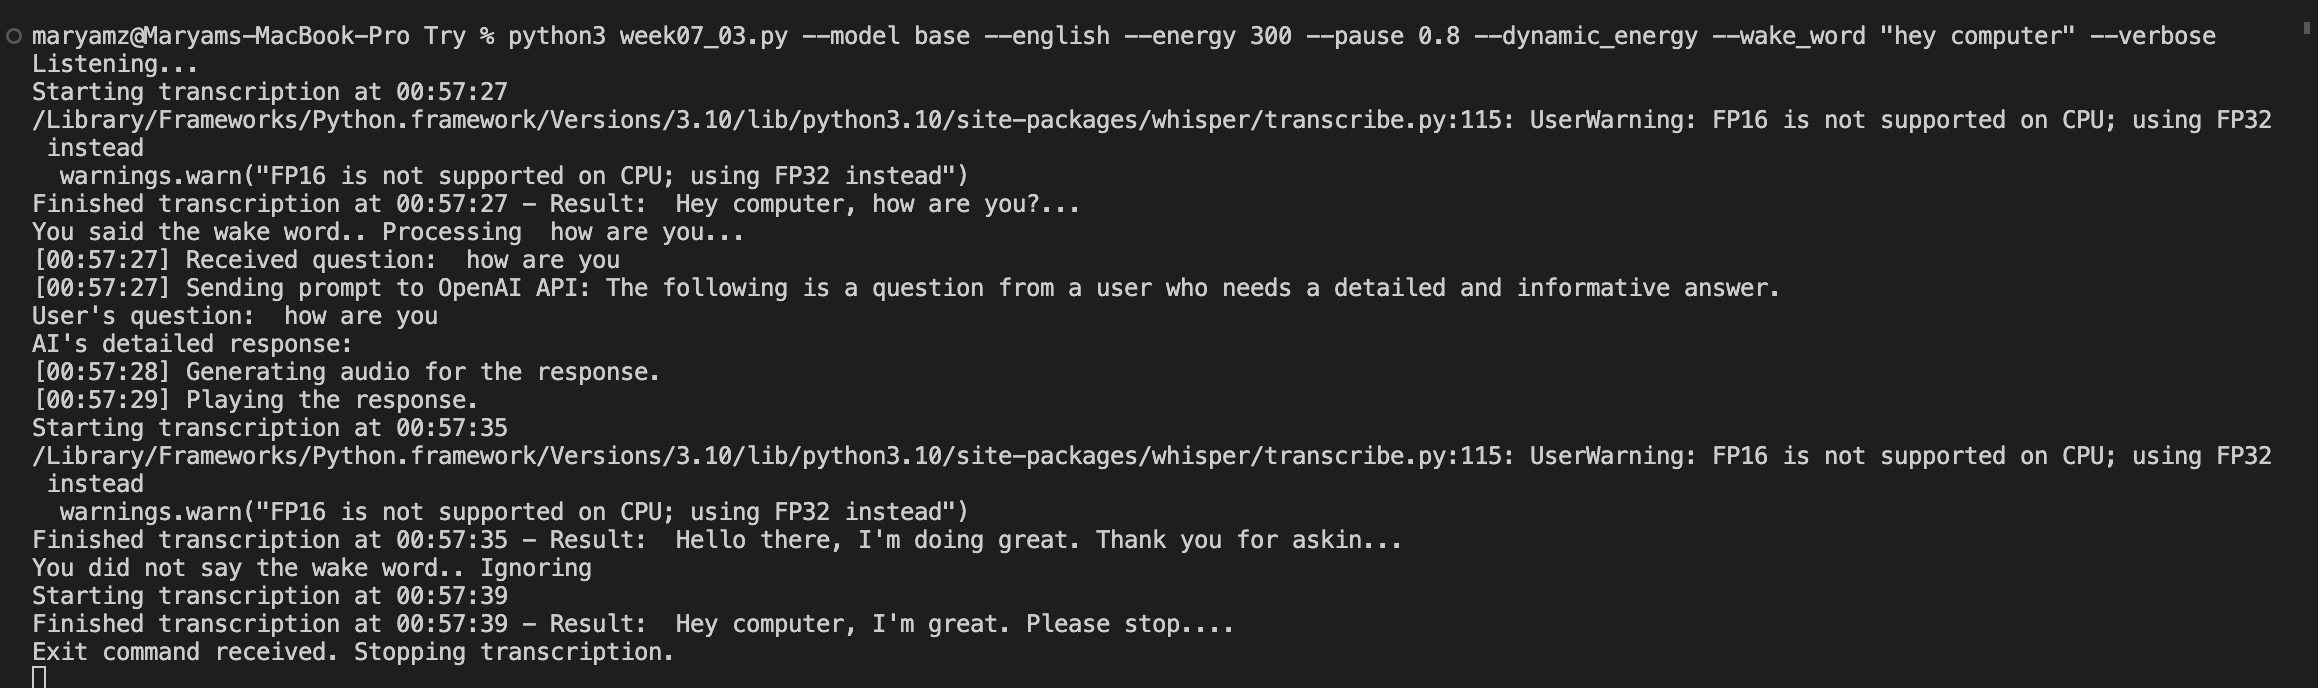 maryamz@Maryams-MacBook-Pro Try % python3 week07_03.py --model base --english --energy 300 --pause 0.8 --dynamic_energy --wake_word "hey computer" --verbose
Listening...
Starting transcription at 00:57:27
/Library/Frameworks/Python.framework/Versions/3.10/lib/python3.10/site-packages/whisper/transcribe.py:115: UserWarning: FP16 is not supported on CPU; using FP32
 instead
  warnings.warn("FP16 is not supported on CPU; using FP32 instead")
Finished transcription at 00:57:27 – Result:  Hey computer, how are you?...
You said the wake word.. Processing  how are you...
[00:57:27] Received question:  how are you
[00:57:27] Sending prompt to OpenAI API: The following is a question from a user who needs a detailed and informative answer.
User's question:  how are you
AI's detailed response:
[00:57:28] Generating audio for the response.
[00:57:29] Playing the response.
Starting transcription at 00:57:35
/Library/Frameworks/Python.framework/Versions/3.10/lib/python3.10/site-packages/whisper/transcribe.py:115: UserWarning: FP16 is not supported on CPU; using FP32
 instead
  warnings.warn("FP16 is not supported on CPU; using FP32 instead")
Finished transcription at 00:57:35 – Result:  Hello there, I'm doing great. Thank you for askin...
You did not say the wake word.. Ignoring
Starting transcription at 00:57:39
Finished transcription at 00:57:39 – Result:  Hey computer, I'm great. Please stop....
Exit command received. Stopping transcription.